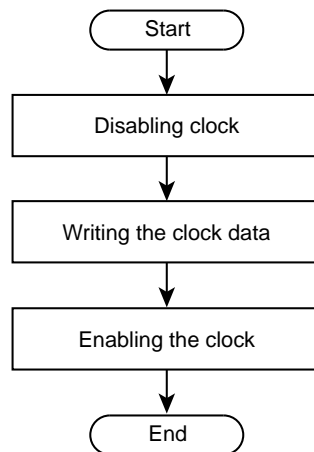 Start
Disabling clock
Writing the clock data
Enabling the clock
End